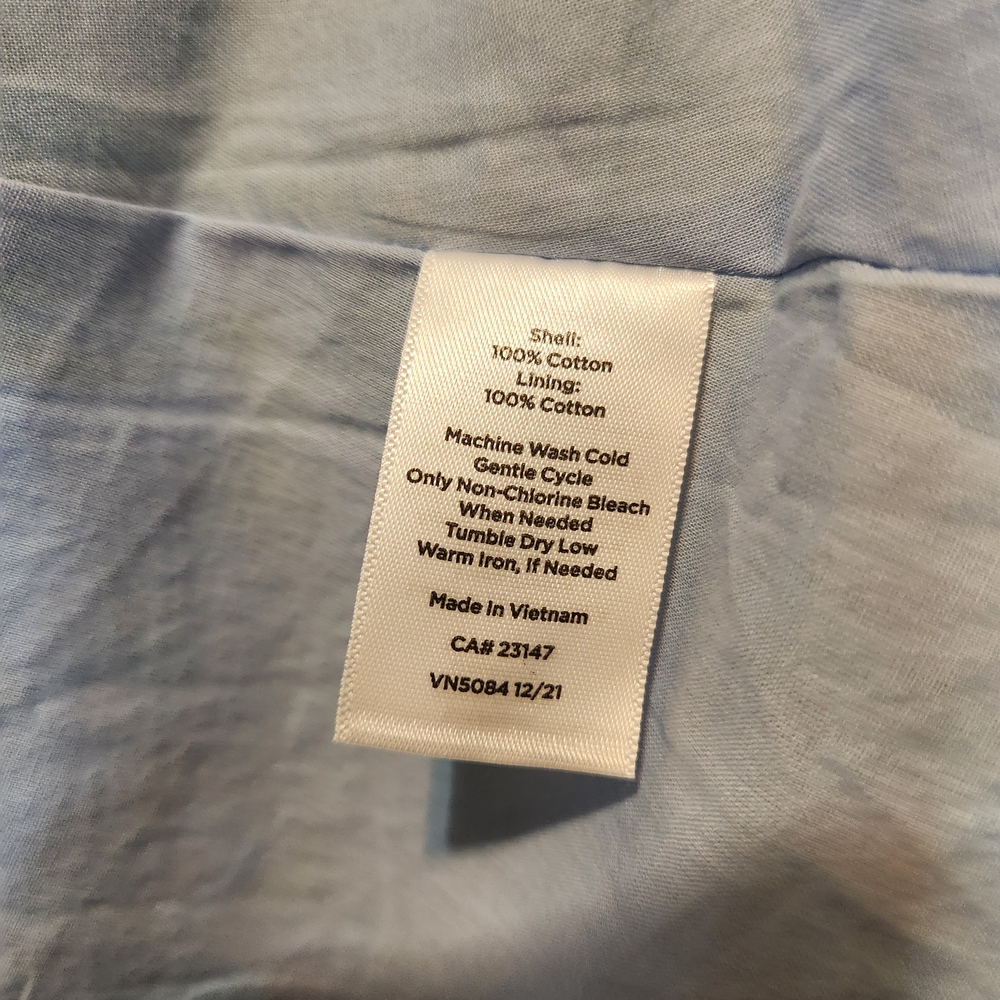 Shell:
100% Cotton
Lining:
100% Cotton
Machine Wash Cold
Gentle Cycle
Only Non-Chlorine Bleach
When Needed
Tumble Dry Low
Warm Iron, If Needed
Made In Vietnam
CA# 23147
VN5084 12/21